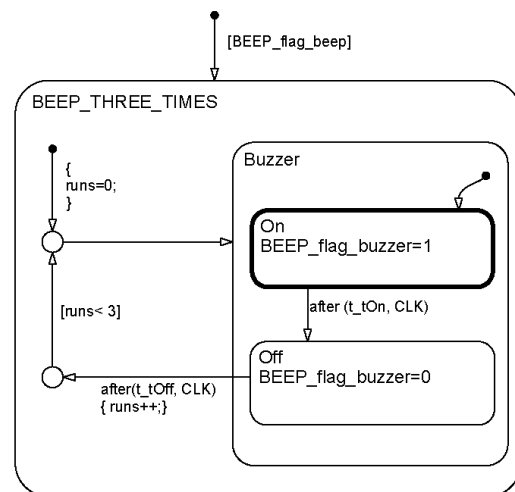 [BEEP_flag_beep]
BEEP_THREE_TIMES
{
runs=0;
}
Buzzer
On
BEEP_flag_buzzer=1
after (t_tOn, CLK)
[runs< 3]
Off
BEEP_flag_buzzer=0
after(t_tOff, CLK)
{ runs++;}